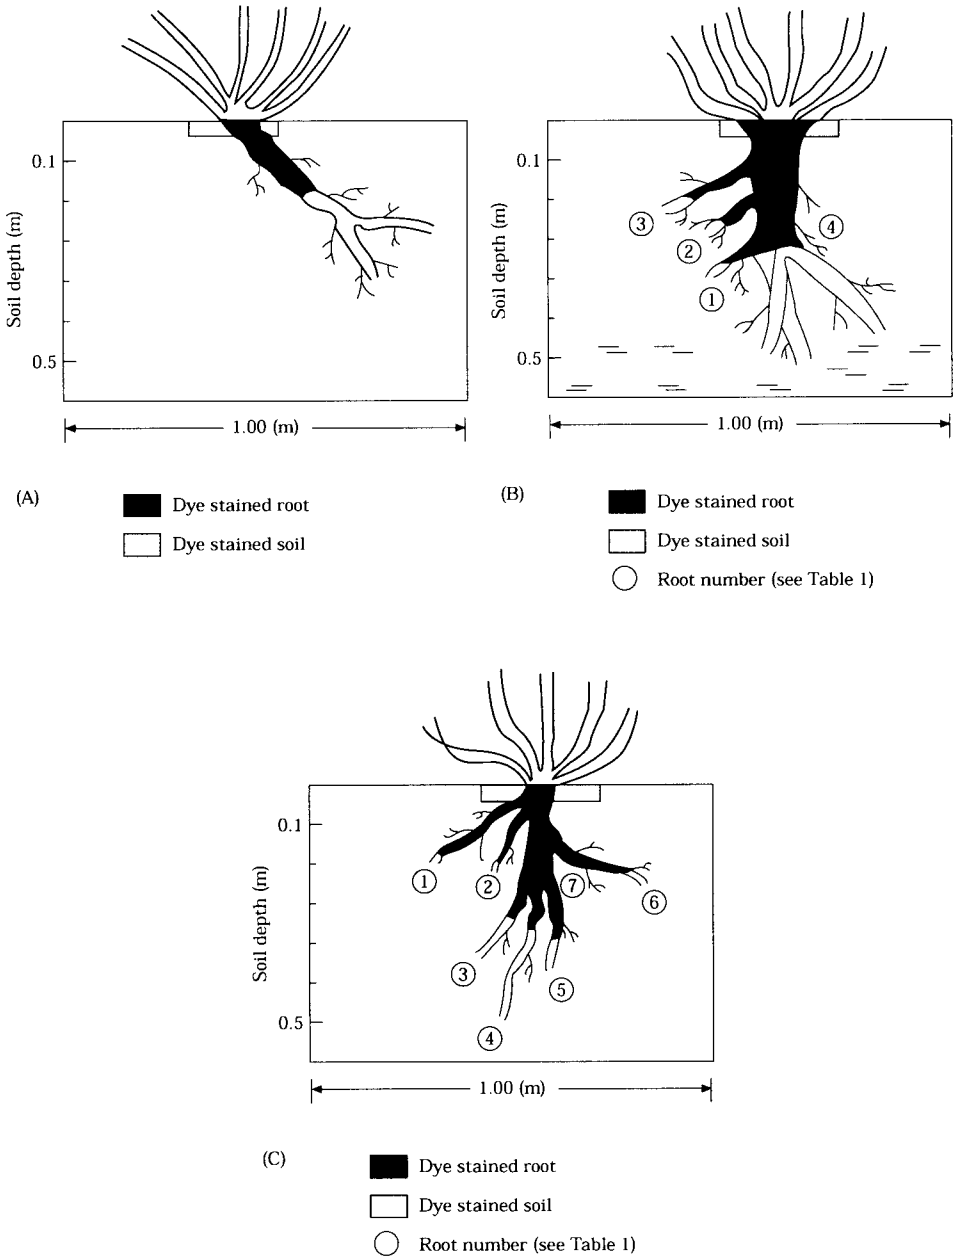 0.1
Soil depth (m)
0.5
1.00 (m)
(A)
Dye stained root
Dye stained soil
0.1
Soil depth (m)
0.5
3
2
1
4
1.00 (m)
(B)
Dye stained root
Dye stained soil
Root number (see Table 1)
0.1
Soil depth (m)
0.5
1
2
7
6
3
5
4
1.00 (m)
(C)
Dye stained root
Dye stained soil
Root number (see Table 1)